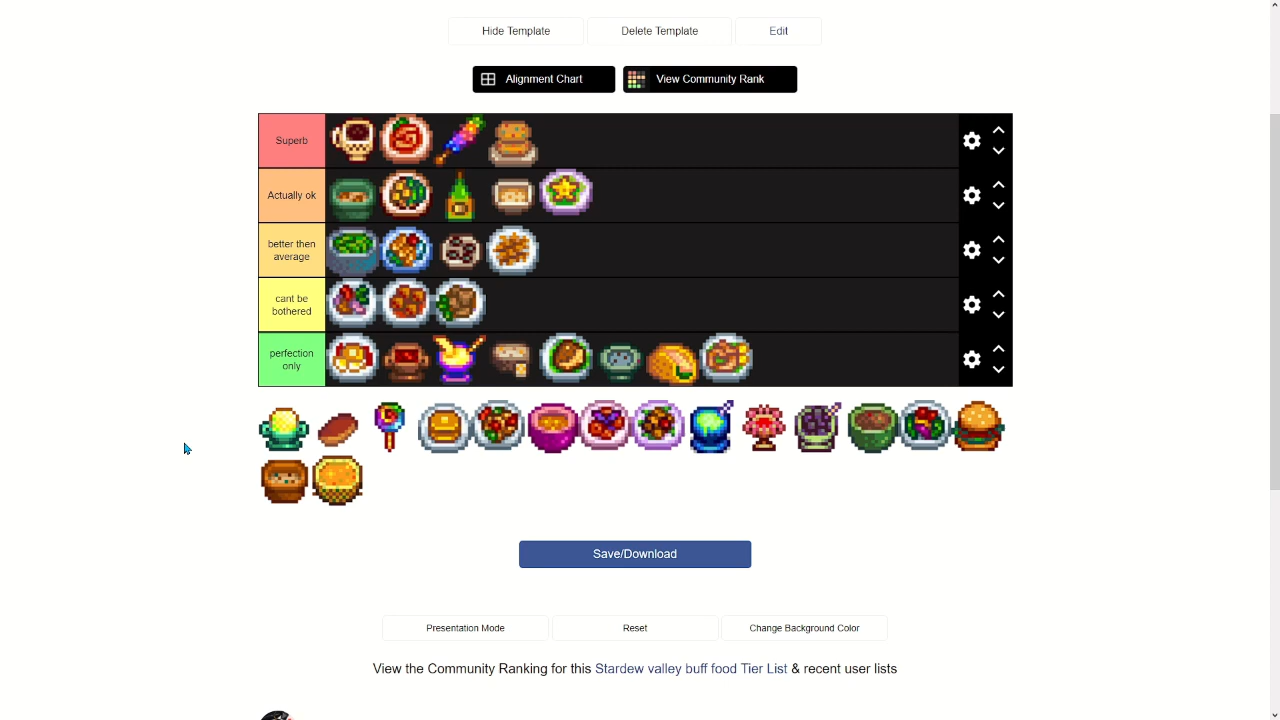 Hide Template
Delete Template
Edit
Alignment Chart
View Community Rank
Superb
Actually ok
better then
average
cant be
bothered
perfection
only
Save/Download
Presentation Mode
Reset
Change Background Color
View the Community Ranking for this Stardew valley buff food Tier List & recent user lists